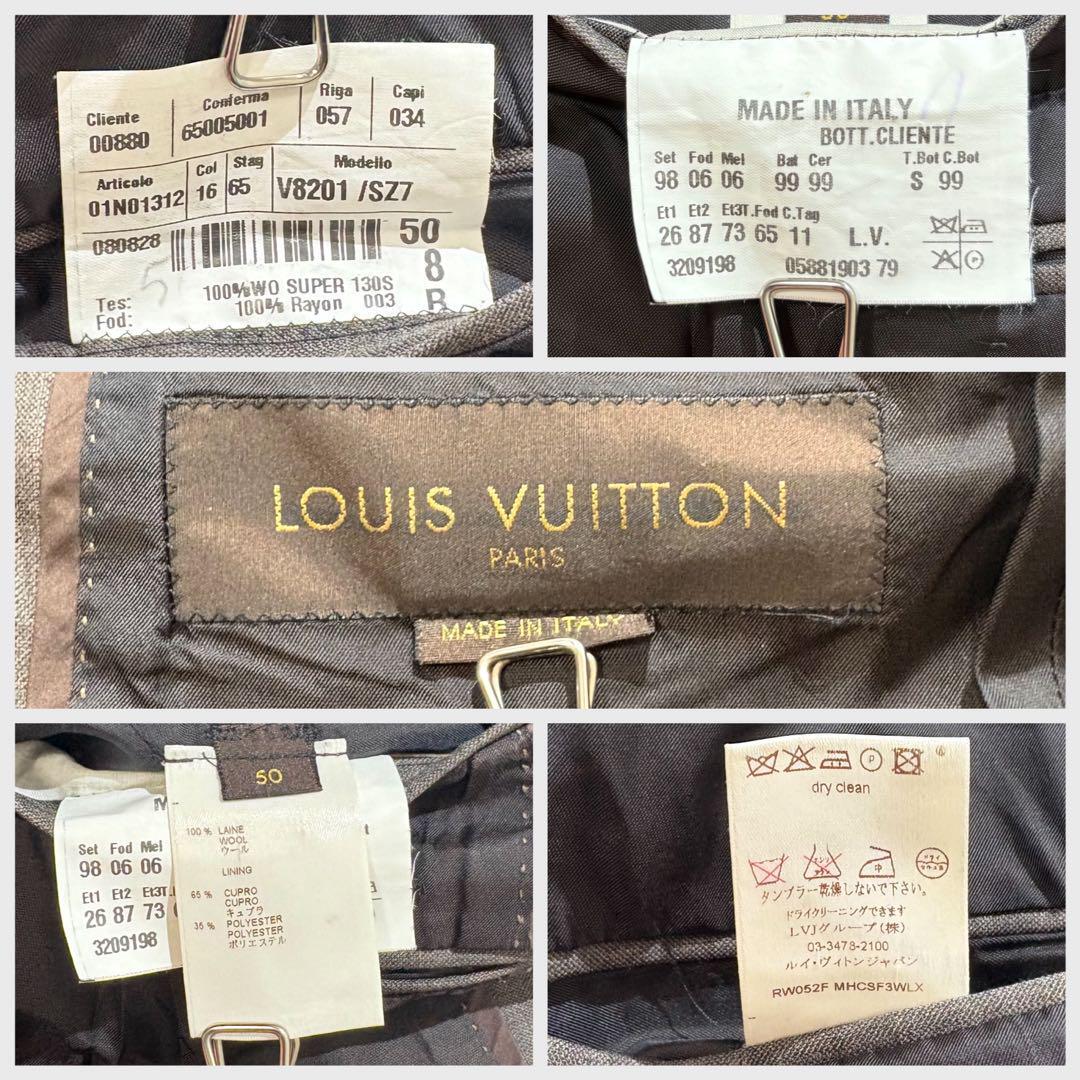 Cliente Conferma Riga Capi
00880 65005001 057 034
Articolo Col Stag Modello
01N01312 16 65 V8201 /SZ7
080828 50
8
Tes: 100%WO SUPER 130S
Fod: 100% Rayon 003 B
50
MADE IN ITALY
BOTT.CLIENTE
Set Fod Mel Bat Cer T.Bot C.Bot
98 06 06 99 99 S 99
Et1 Et2 Et3T.Fod C.Tag
26 87 73 65 11 L.V.
3209198 05881903 79
LOUIS VUITTON
PARIS
MADE IN ITALY
50
M
Set Fod Mel
98 06 06
Et1 Et2 Et3T.
26 87 73
3209198
100 % LAINE
WOOL
ウール
LINING
65 % CUPRO
CUPRO
キュプラ
35 % POLYESTER
POLYESTER
ポリエステル
P
dry clean
中
ドライ
タンブラー乾燥しないで下さい。
ドライクリーニングできます
LVJグループ(株)
03-3478-2100
ルイ・ヴィトンジャパン
RW052F MHCSF3WLX